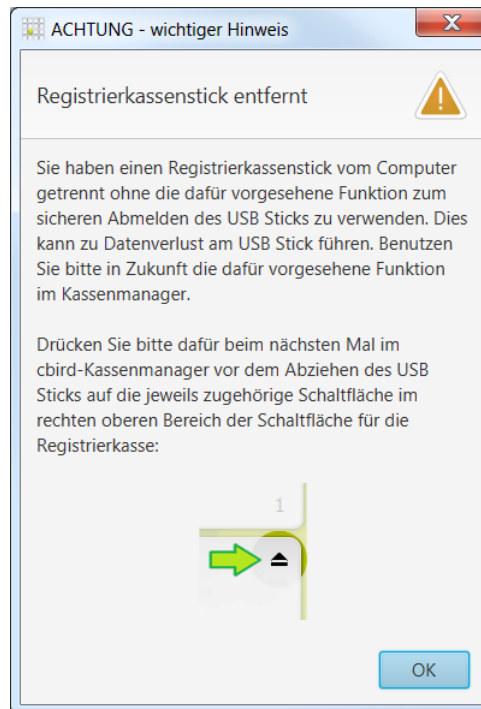 ACHTUNG - wichtiger Hinweis
Registrierkassenstick entfernt
Sie haben einen Registrierkassenstick vom Computer
getrennt ohne die dafür vorgesehene Funktion zum
sicheren Abmelden des USB Sticks zu verwenden. Dies
kann zu Datenverlust am USB Stick führen. Benutzen
Sie bitte in Zukunft die dafür vorgesehene Funktion
im Kassenmanager.
Drücken Sie bitte dafür beim nächsten Mal im
cbird-Kassenmanager vor dem Abziehen des USB
Sticks auf die jeweils zugehörige Schaltfläche im
rechten oberen Bereich der Schaltfläche für die
Registrierkasse:
1
OK